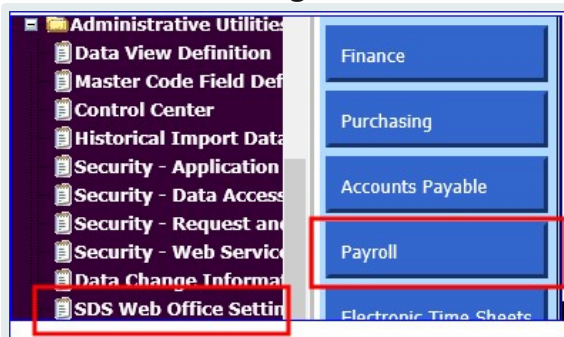 Administrative Utilities
Data View Definition
Master Code Field Def
Control Center
Historical Import Data
Security - Application
Security - Data Access
Security - Request and
Security - Web Service
Data Change Informat
SDS Web Office Settin
Finance
Purchasing
Accounts Payable
Payroll
Electronic Time Sheets